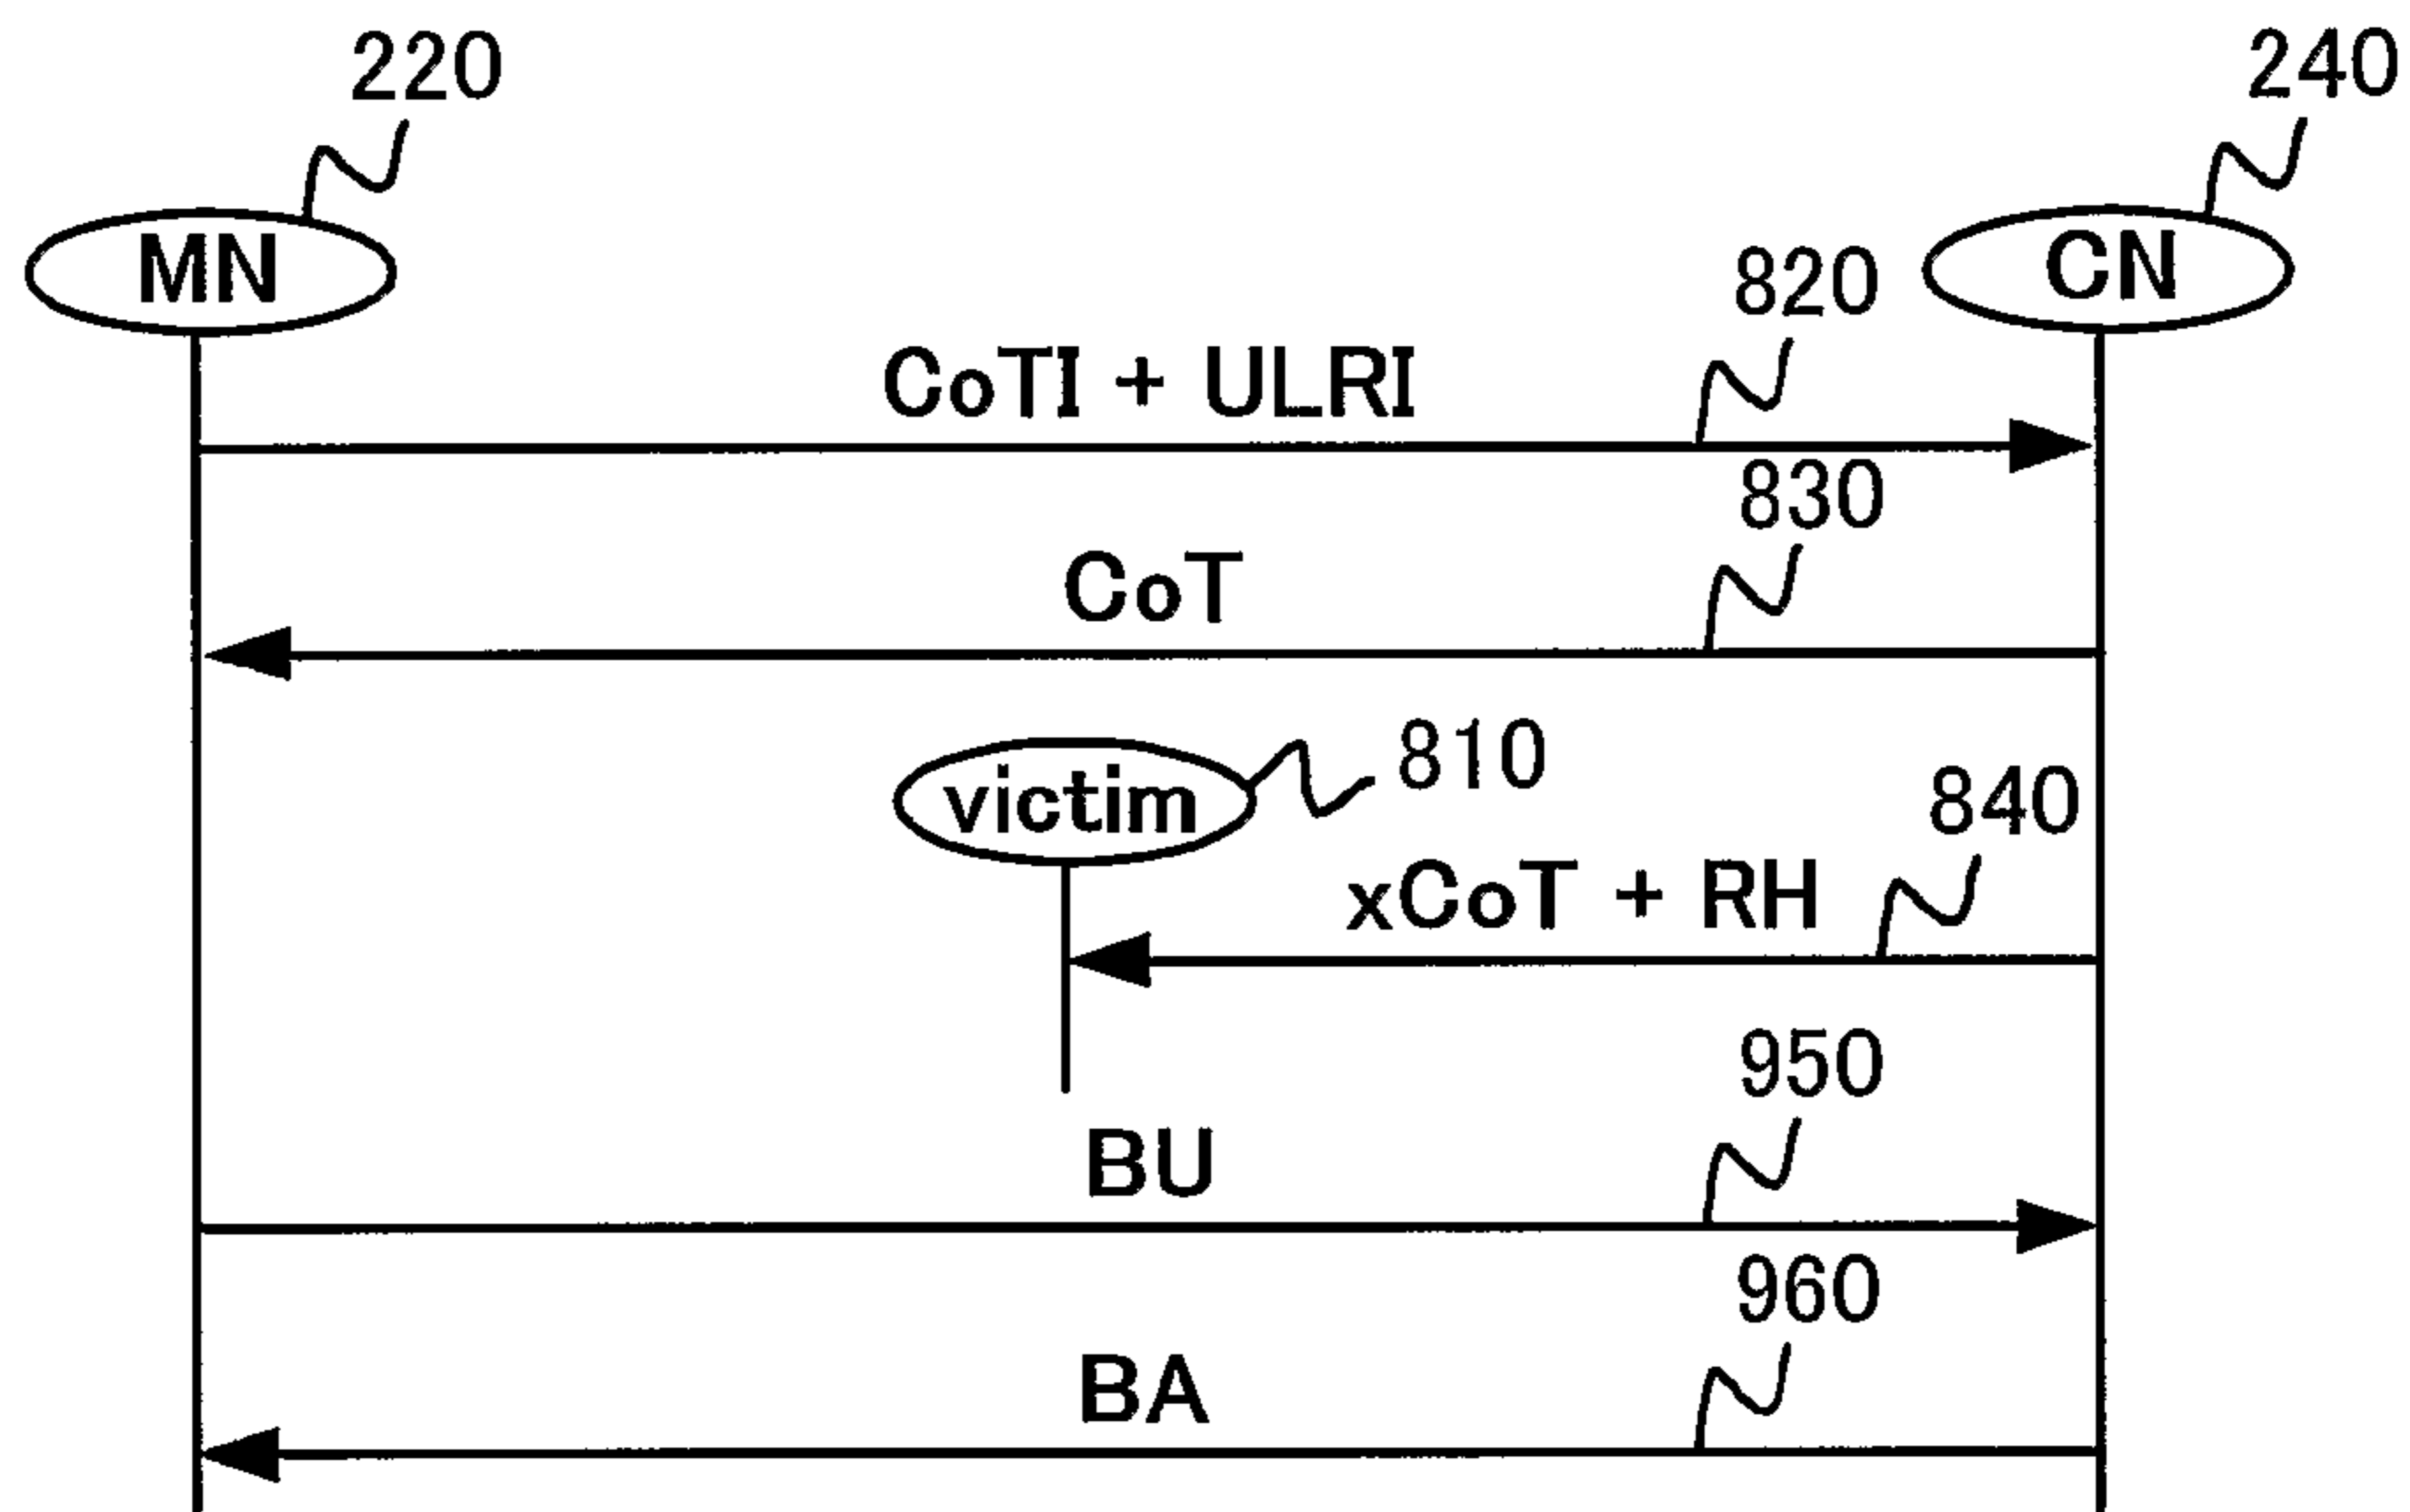 220
240
MN
CN
820
CoTI + ULRI
830
CoT
victim
810
840
xCoT + RH
950
BU
960
BA